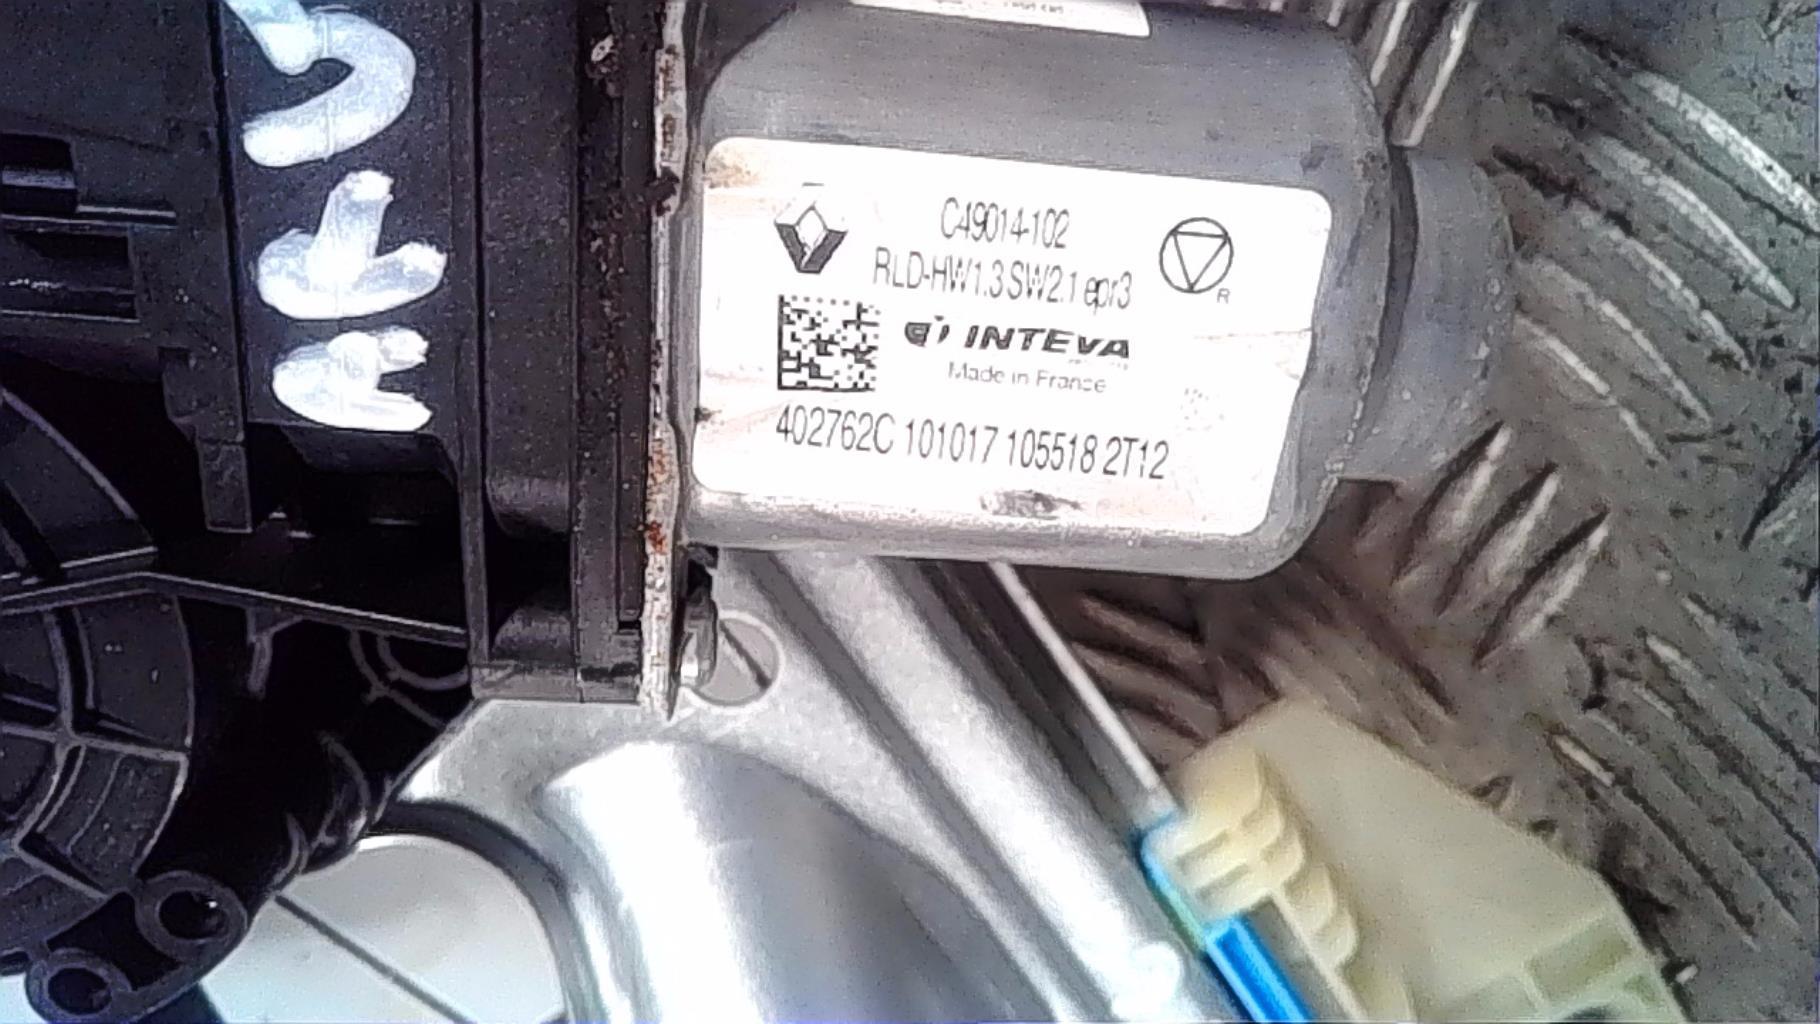 C49014-102
RLD-HW1.3 SW2.1 epr3
R
INTEVA
Made in France
402762C 101017 105518 2T12